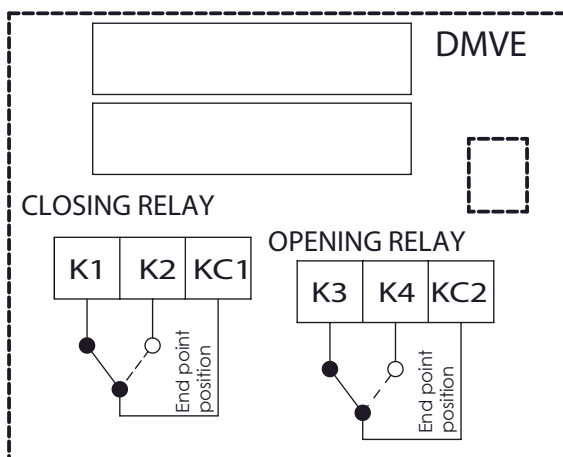 DMVE
CLOSING RELAY
K1 K2 KC1
End point
position
OPENING RELAY
K3 K4 KC2
End point
position